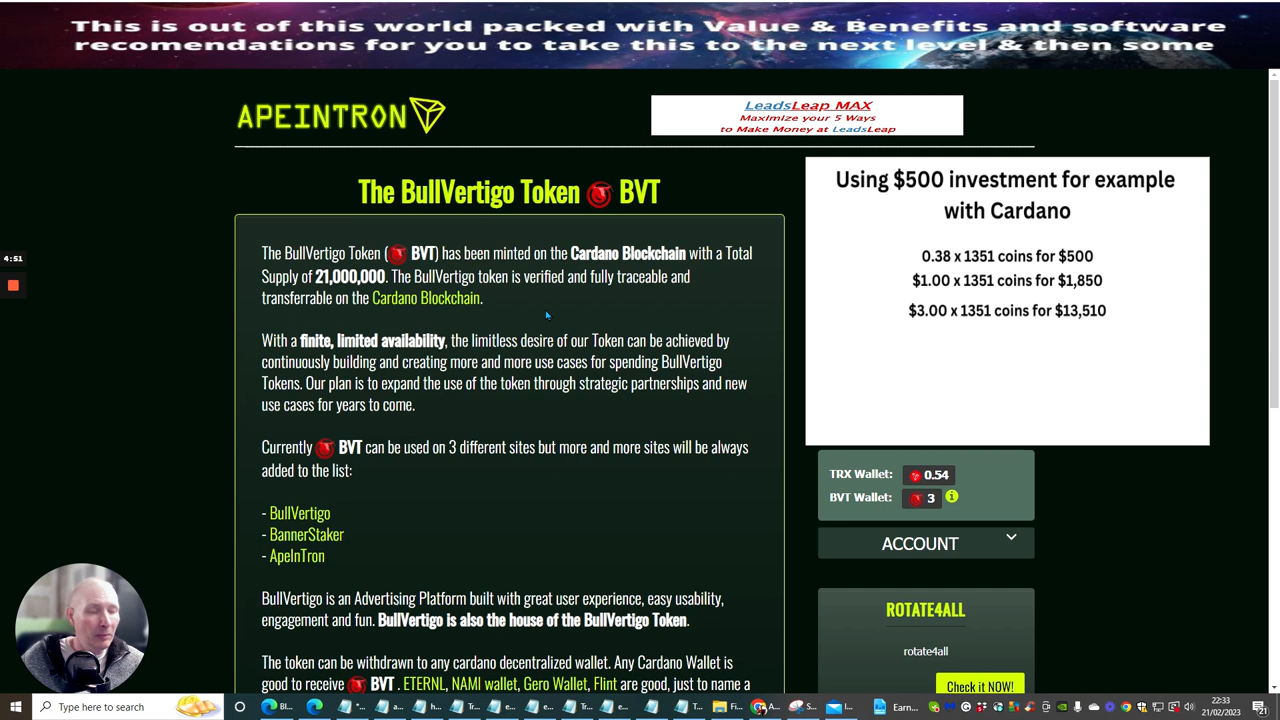 This is out of this world packed with Value & Benefits and software
recomendations for you to take this to the next level & then some
APEINTRON
LeadsLeap MAX
Maximize your 5 Ways
to Make Money at LeadsLeap
The BullVertigo Token BVT
The BullVertigo Token ( BVT) has been minted on the Cardano Blockchain with a Total
Supply of 21,000,000. The BullVertigo token is verified and fully traceable and
transferrable on the Cardano Blockchain.
With a finite, limited availability, the limitless desire of our Token can be achieved by
continuously building and creating more and more use cases for spending BullVertigo
Tokens. Our plan is to expand the use of the token through strategic partnerships and new
use cases for years to come.
Currently BVT can be used on 3 different sites but more and more sites will be always
added to the list:
- BullVertigo
- BannerStaker
- ApeInTron
BullVertigo is an Advertising Platform built with great user experience, easy usability,
engagement and fun. BullVertigo is also the house of the BullVertigo Token.
The token can be withdrawn to any cardano decentralized wallet. Any Cardano Wallet is
good to receive BVT . ETERNL, NAMI wallet, Gero Wallet, Flint are good, just to name a
Using $500 investment for example
with Cardano
0.38 x 1351 coins for $500
$1.00 x 1351 coins for $1,850
$3.00 x 1351 coins for $13,510
TRX Wallet: 0.54
BVT Wallet: 3
ACCOUNT
ROTATE4ALL
rotate4all
Check it NOW!
4:51
Type here to search
Bl...
"...
a...
h...
Tr...
e...
e...
Tr...
e...
T...
Fi...
A...
S...
I...
Earn...
22:33
21/02/2023